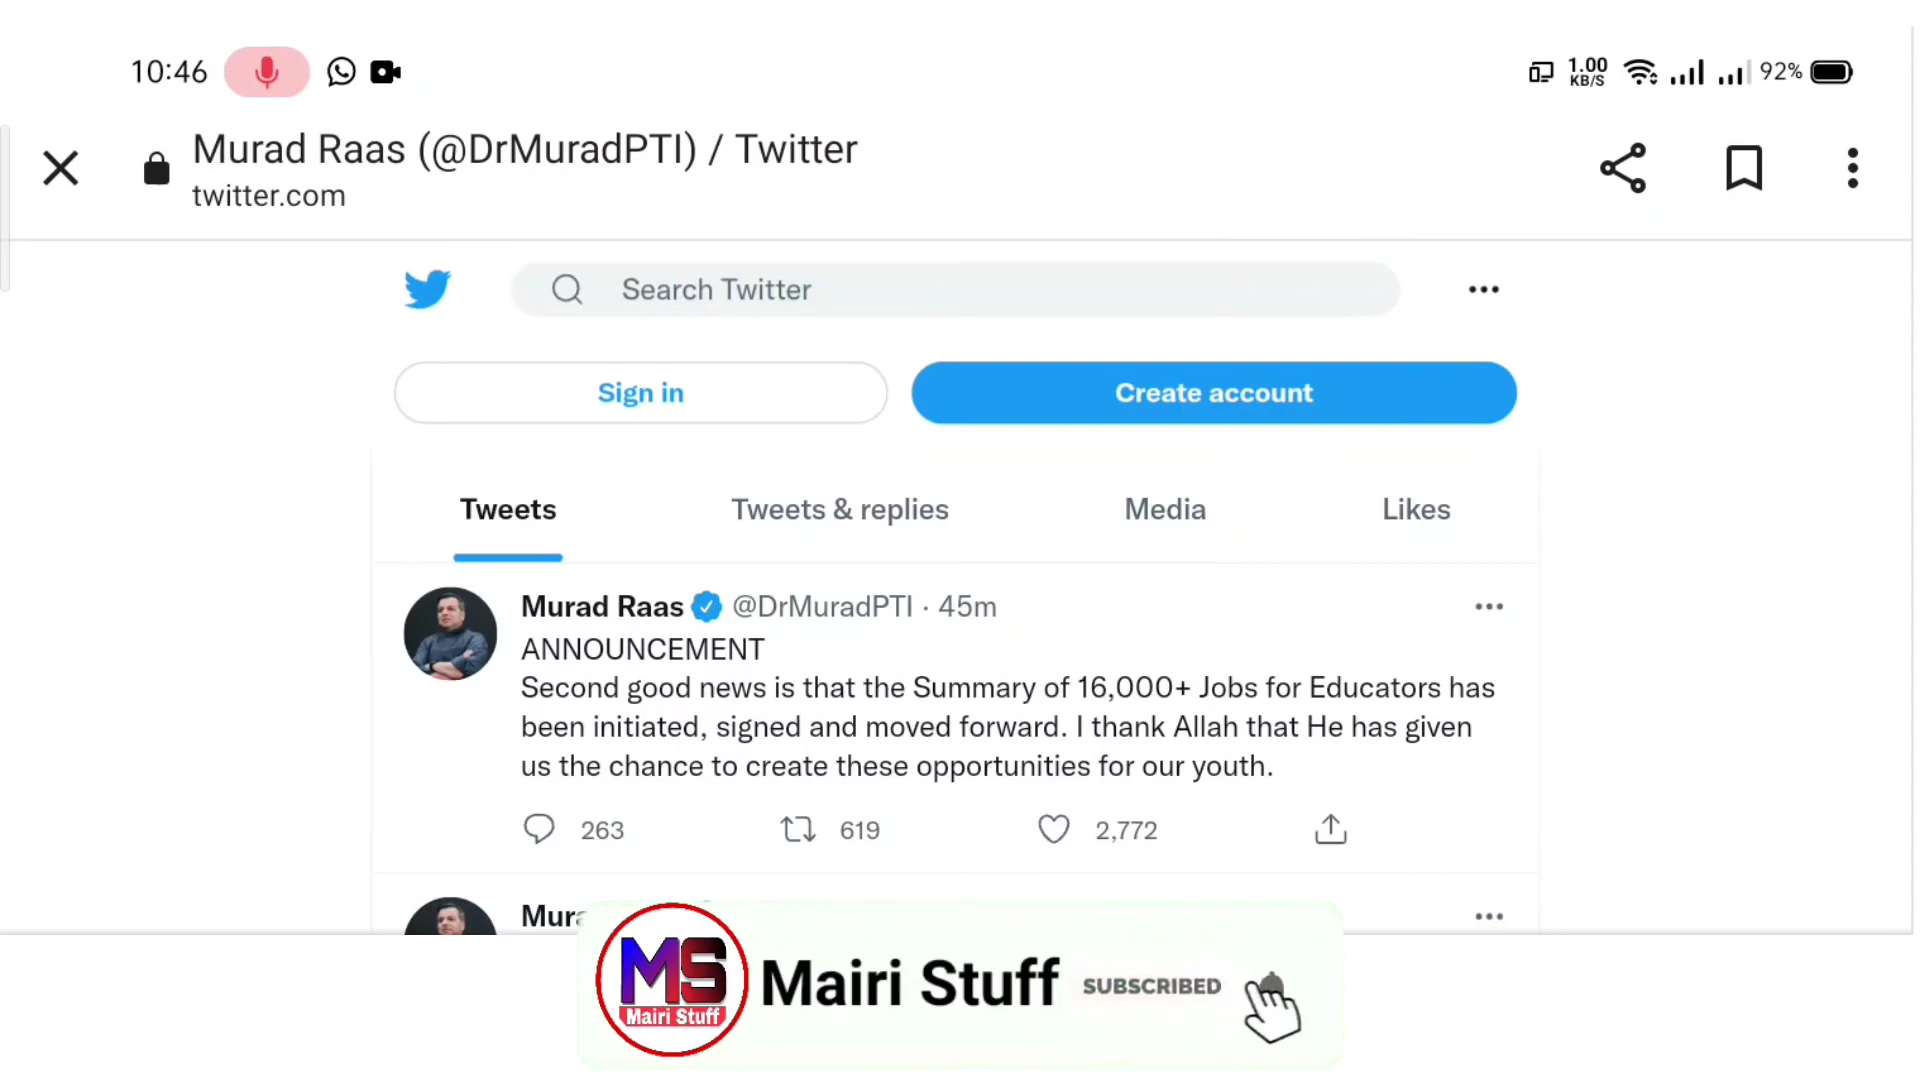 10:46
1.00
KB/S
92%
Murad Raas (@DrMuradPTI) / Twitter
twitter.com
Search Twitter
Sign in
Create account
Tweets
Tweets & replies
Media
Likes
Murad Raas @DrMuradPTI · 45m
ANNOUNCEMENT
Second good news is that the Summary of 16,000+ Jobs for Educators has
been initiated, signed and moved forward. I thank Allah that He has given
us the chance to create these opportunities for our youth.
263
619
2,772
MS
Mairi Stuff
Mairi Stuff
SUBSCRIBED